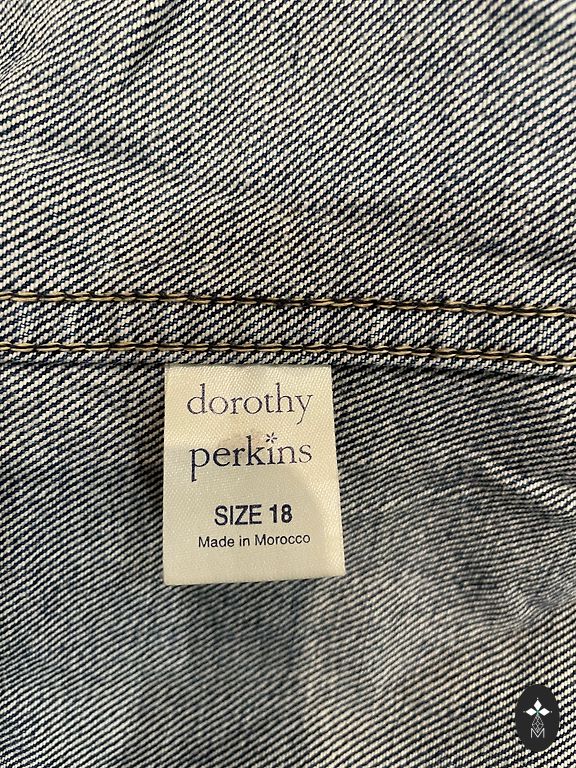 dorothy
perkins
SIZE 18
Made in Morocco
M